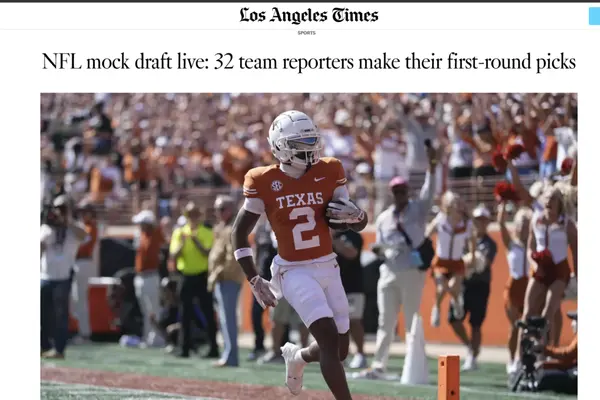 Los Angeles Times
SPORTS
NFL mock draft live: 32 team reporters make their first-round picks
TEXAS
2